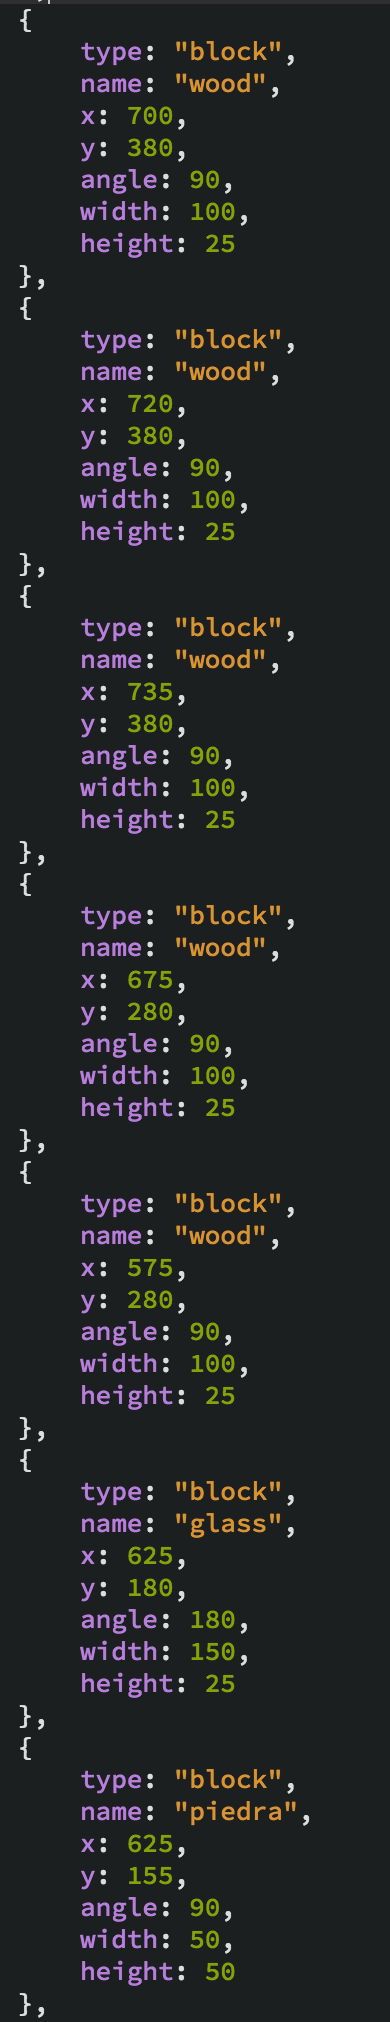 {
    type: "block",
    name: "wood",
    x: 700,
    y: 380,
    angle: 90,
    width: 100,
    height: 25
},
{
    type: "block",
    name: "wood",
    x: 720,
    y: 380,
    angle: 90,
    width: 100,
    height: 25
},
{
    type: "block",
    name: "wood",
    x: 735,
    y: 380,
    angle: 90,
    width: 100,
    height: 25
},
{
    type: "block",
    name: "wood",
    x: 675,
    y: 280,
    angle: 90,
    width: 100,
    height: 25
},
{
    type: "block",
    name: "wood",
    x: 575,
    y: 280,
    angle: 90,
    width: 100,
    height: 25
},
{
    type: "block",
    name: "glass",
    x: 625,
    y: 180,
    angle: 180,
    width: 150,
    height: 25
},
{
    type: "block",
    name: "piedra",
    x: 625,
    y: 155,
    angle: 90,
    width: 50,
    height: 50
},